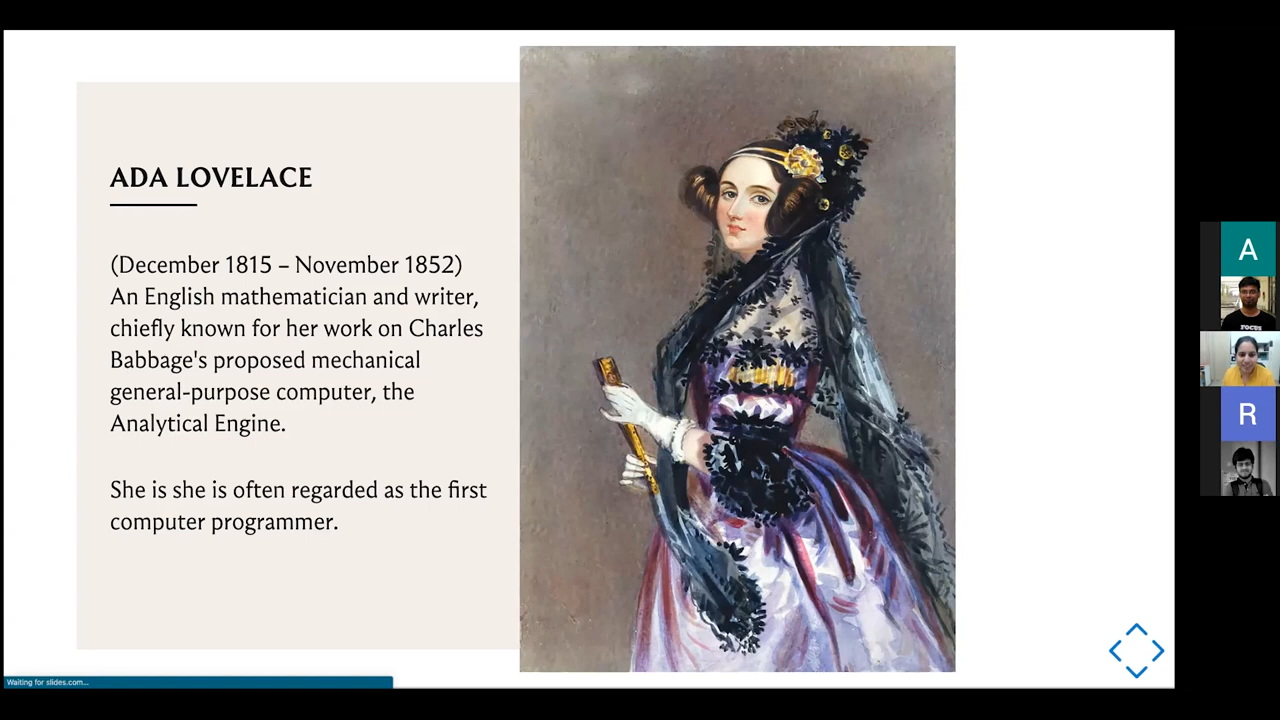 ADA LOVELACE
(December 1815 – November 1852)
An English mathematician and writer,
chiefly known for her work on Charles
Babbage's proposed mechanical
general-purpose computer, the
Analytical Engine.
She is she is often regarded as the first
computer programmer.
Waiting for slides.com...
A
FOCUS
R